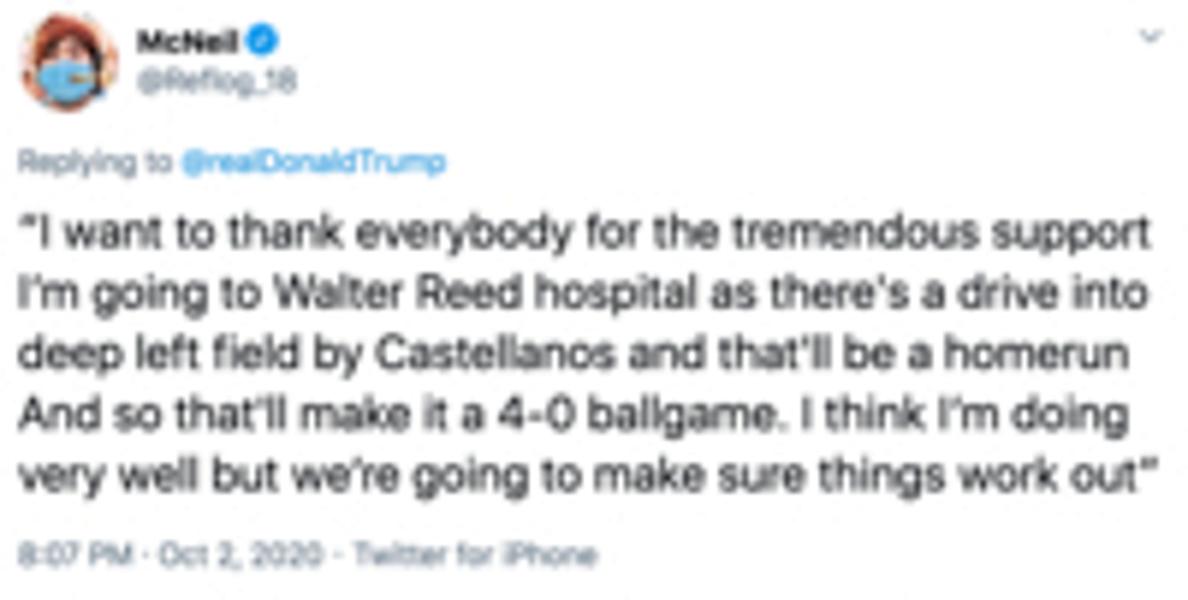 McNeil
@Reflog_18
Replying to @realDonaldTrump
“I want to thank everybody for the tremendous support
I'm going to Walter Reed hospital as there's a drive into
deep left field by Castellanos and that'll be a homerun
And so that'll make it a 4-0 ballgame. I think I'm doing
very well but we're going to make sure things work out”
8:07 PM · Oct 2, 2020 · Twitter for iPhone